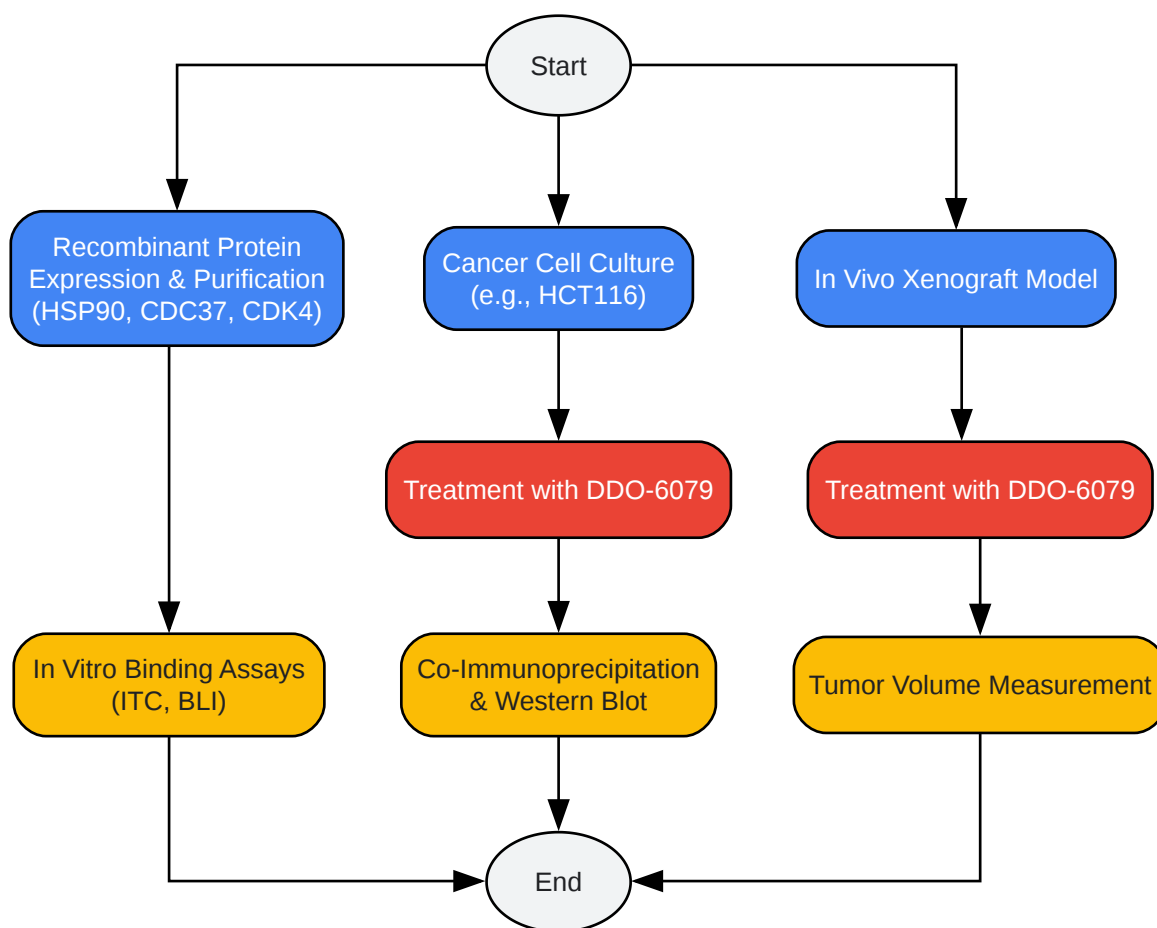 Start
Recombinant Protein
Expression & Purification
(HSP90, CDC37, CDK4)
Cancer Cell Culture
(e.g., HCT116)
In Vivo Xenograft Model
Treatment with DDO-6079
Treatment with DDO-6079
In Vitro Binding Assays
(ITC, BLI)
Co-Immunoprecipitation
& Western Blot
Tumor Volume Measurement
End